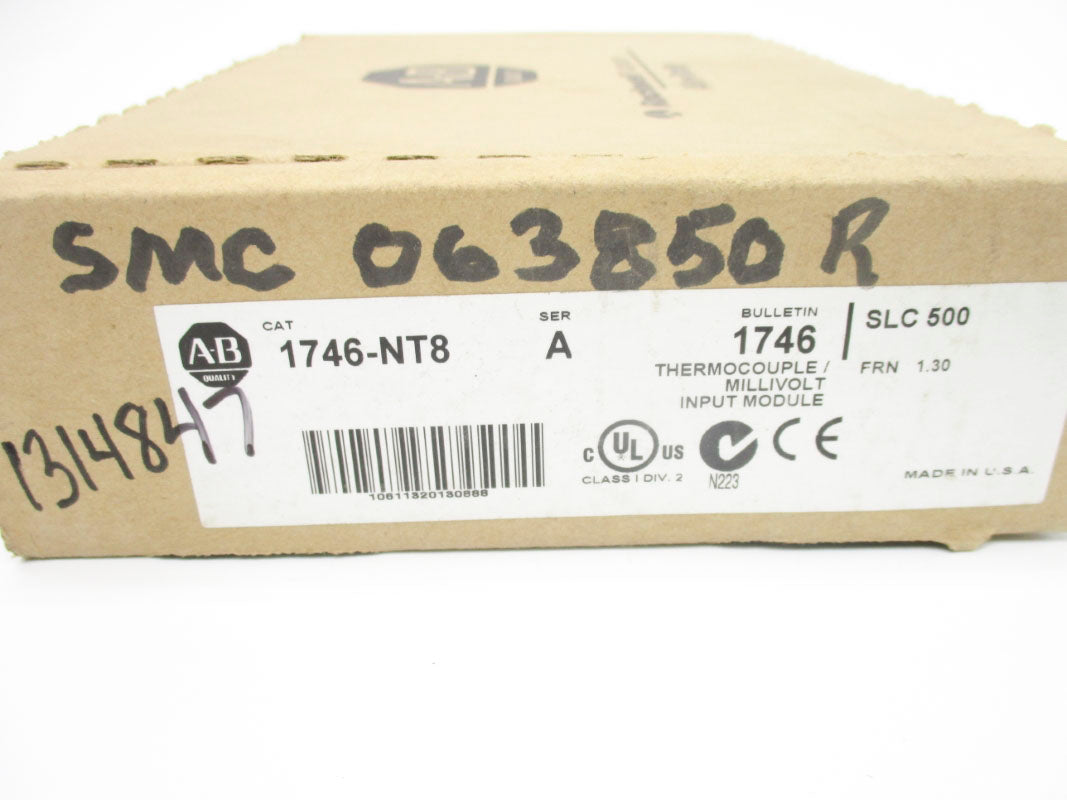 A-B
SMC 063850 R
A-B
QUALITY
CAT
1746-NT8
SER
A
BULLETIN
1746
THERMOCOUPLE /
MILLIVOLT
INPUT MODULE
SLC 500
FRN 1.30
1314847
10611320130888
C UL US
CLASS I DIV. 2
N223
CE
MADE IN U.S.A.